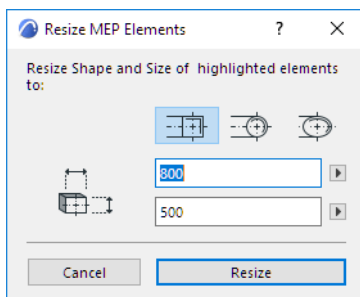 Resize MEP Elements
?
Resize Shape and Size of highlighted elements
to:
800
500
Cancel
Resize